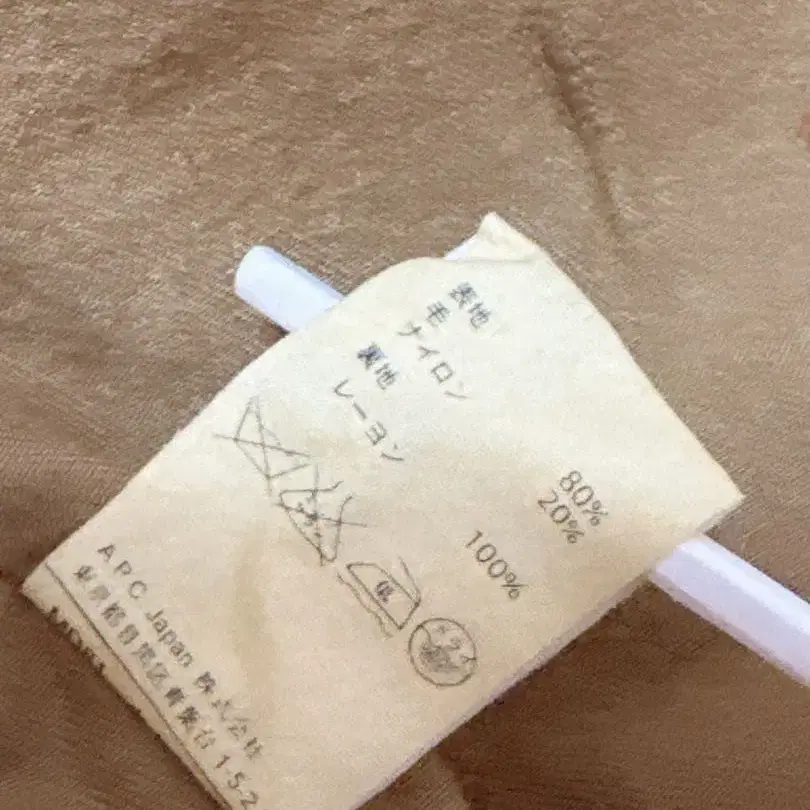 表地
毛 80%
ナイロン 20%
裏地
レーヨン 100%
低
APC Japan 株式会社
東京都目黒区青葉台 1-5-2